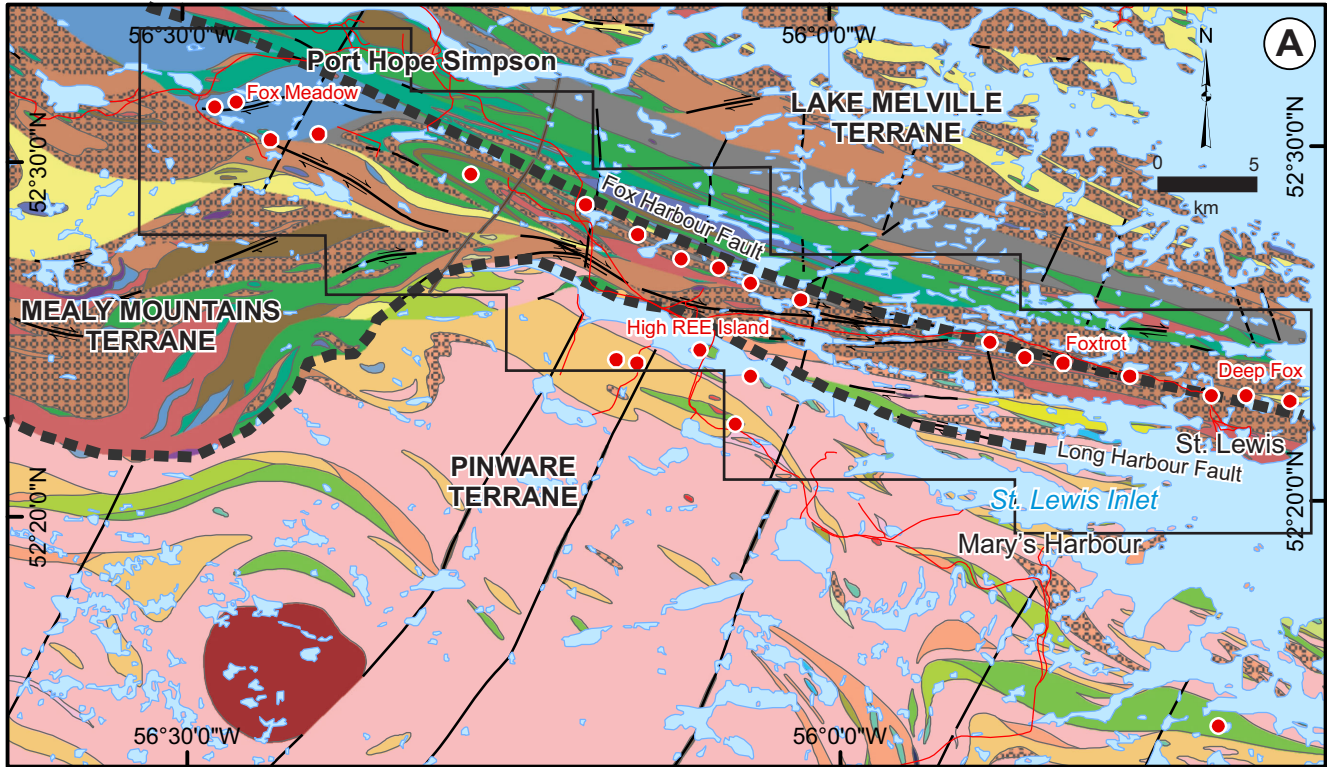 56°30'0"W
56°0'0"W
A
Port Hope Simpson
N
Fox Meadow
LAKE MELVILLE
TERRANE
52°30'0"N
52°30'0"N
0 5
km
Fox Harbour Fault
MEALY MOUNTAINS
TERRANE
High REE Island
Foxtrot
Deep Fox
St. Lewis
Long Harbour Fault
PINWARE
TERRANE
St. Lewis Inlet
52°20'0"N
52°20'0"N
Mary's Harbour
56°30'0"W
56°0'0"W